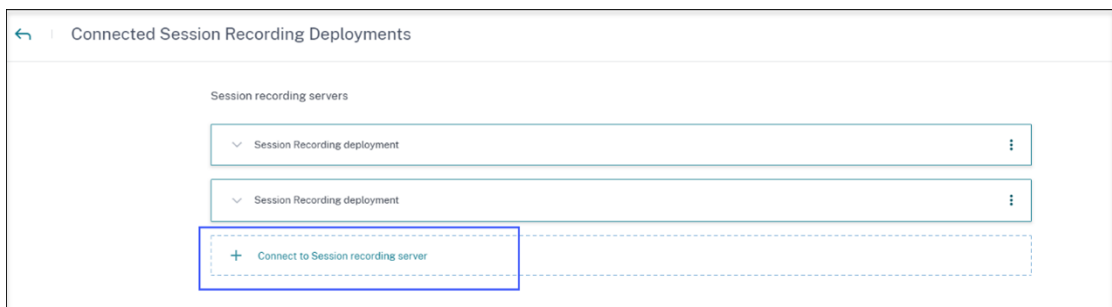 Connected Session Recording Deployments
Session recording servers
Session Recording deployment
Session Recording deployment
+ Connect to Session recording server